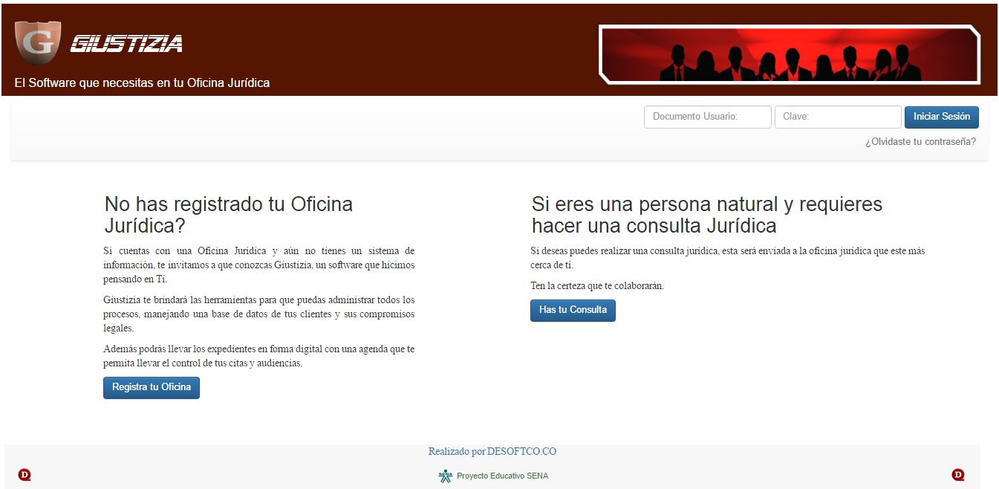 G
GIUSTIZIA
El Software que necesitas en tu Oficina Jurídica
Documento Usuario:
Clave:
Iniciar Sesión
¿Olvidaste tu contraseña?
No has registrado tu Oficina
Jurídica?
Si cuentas con una Oficina Jurídica y aún no tienes un sistema de
información, te invitamos a que conozcas Giustizia, un software que hicimos
pensando en Tí.
Giustizia te brindará las herramientas para que puedas administrar todos los
procesos, manejando una base de datos de tus clientes y sus compromisos
legales.
Además podrás llevar los expedientes en forma digital con una agenda que te
permita llevar el control de tus citas y audiencias.
Registra tu Oficina
Si eres una persona natural y requieres
hacer una consulta Jurídica
Si deseas puedes realizar una consulta jurídica, esta será enviada a la oficina jurídica que este más
cerca de tí.
Ten la certeza que te colaborarán.
Has tu Consulta
Realizado por DESOFTCO.CO
D
SENA
Proyecto Educativo SENA
D